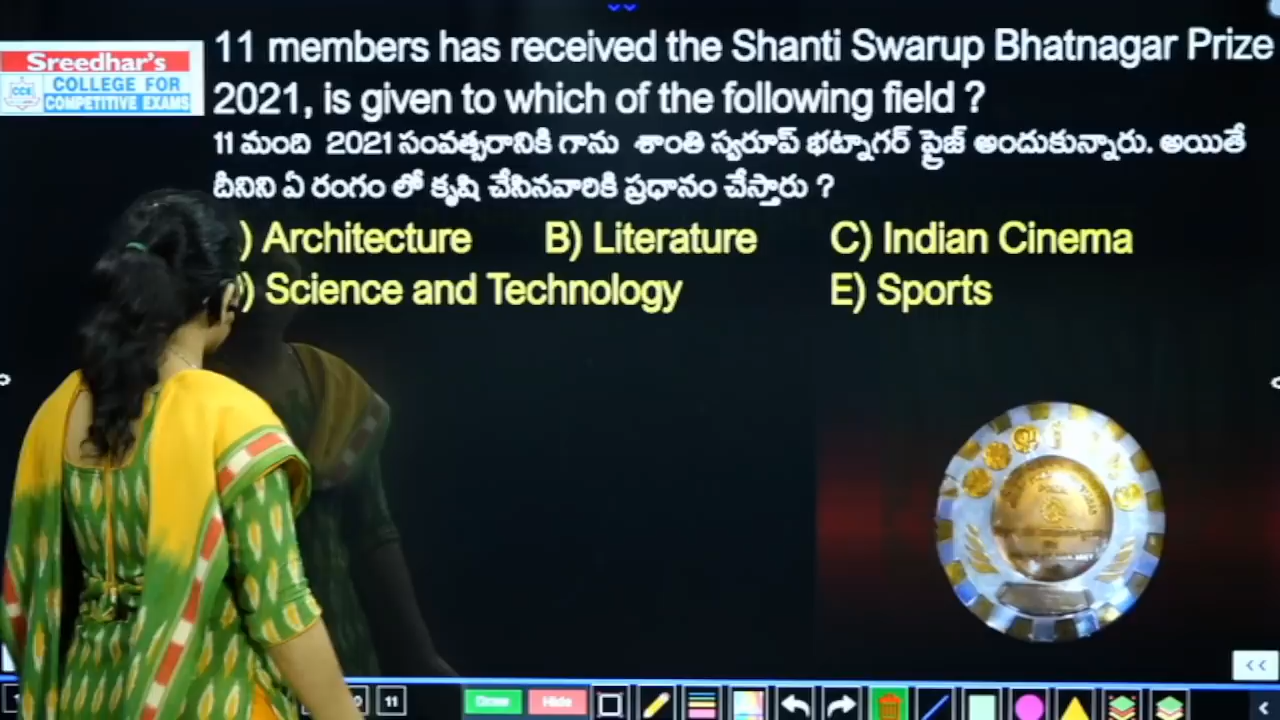 Sreedhar's
CCE
COLLEGE FOR
COMPETITIVE EXAMS
11 members has received the Shanti Swarup Bhatnagar Prize
2021, is given to which of the following field ?
11 మంది 2021 సంవత్సరానికి గాను శాంతి స్వరూప్ భట్నాగర్ ప్రైజ్ అందుకున్నారు. అయితే
దీనిని ఏ రంగం లో కృషి చేసినవారికి ప్రధానం చేస్తారు ?
) Architecture B) Literature C) Indian Cinema
) Science and Technology E) Sports
<<
11 Draw Hide